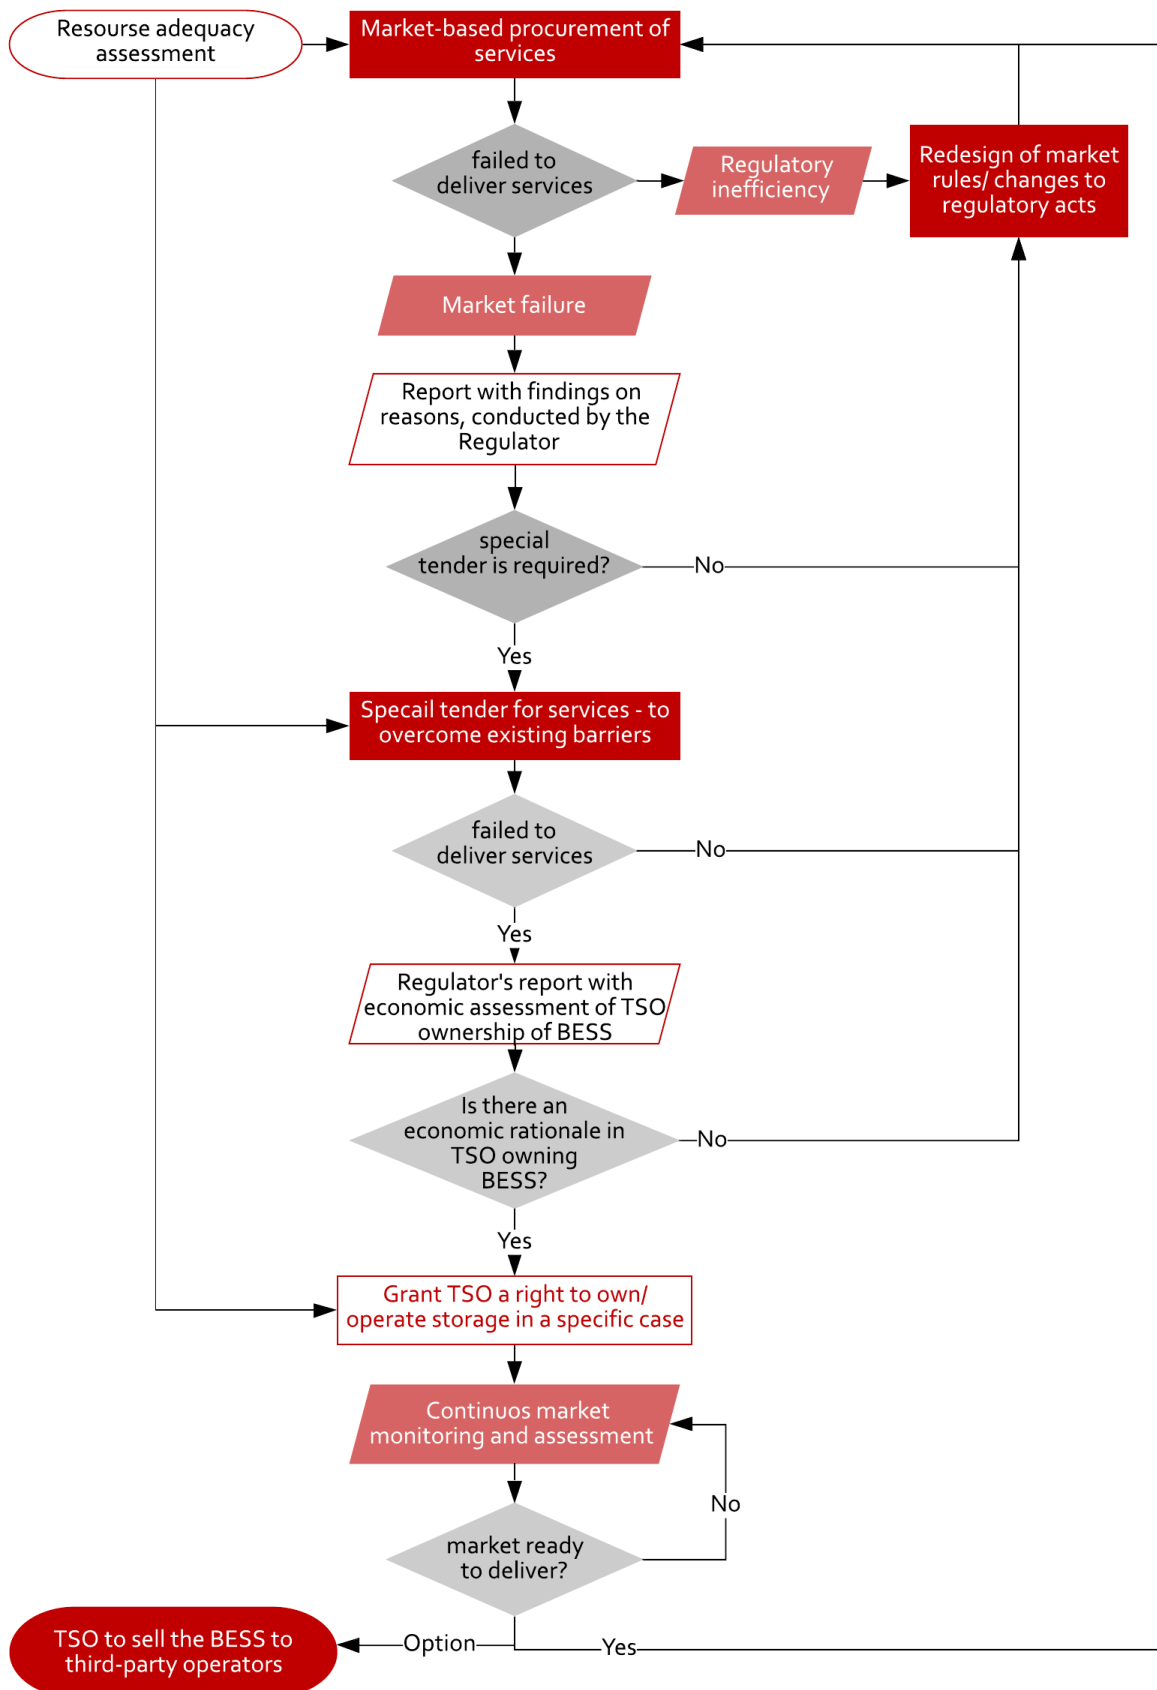 Resourse adequacy
assessment
Market-based procurement of
services
failed to
deliver services
Regulatory
inefficiency
Redesign of market
rules/ changes to
regulatory acts
Market failure
Report with findings on
reasons, conducted by the
Regulator
special
tender is required?
No
Yes
Specail tender for services - to
overcome existing barriers
failed to
deliver services
No
Yes
Regulator's report with
economic assessment of TSO
ownership of BESS
Is there an
economic rationale in
TSO owning
BESS?
No
Yes
Grant TSO a right to own/
operate storage in a specific case
Continuos market
monitoring and assessment
No
market ready
to deliver?
TSO to sell the BESS to
third-party operators
Option
Yes